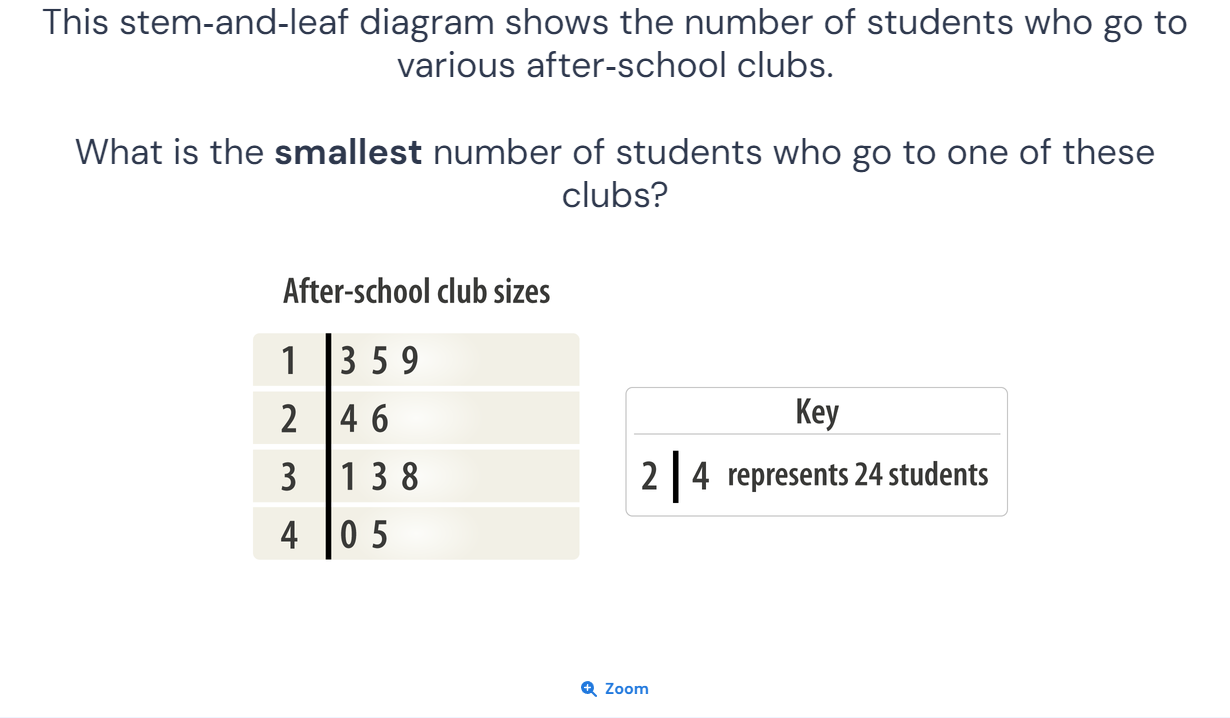 This stem-and-leaf diagram shows the number of students who go to
various after-school clubs.
What is the smallest number of students who go to one of these
clubs?
After-school club sizes
1 | 3 5 9
2 | 4 6
3 | 1 3 8
4 | 0 5
Key
2 | 4 represents 24 students
Zoom